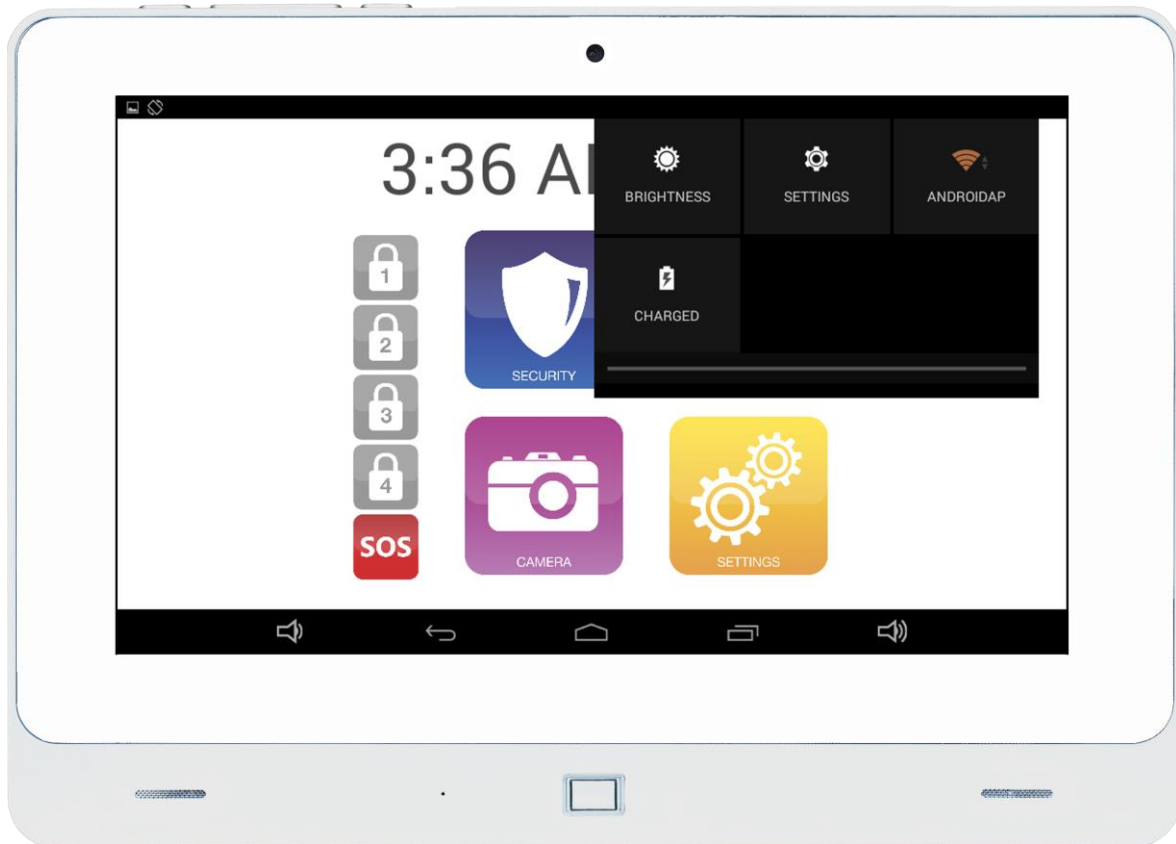 3:36 A
BRIGHTNESS
SETTINGS
ANDROIDAP
1
SECURITY
CHARGED
2
3
4
SOS
CAMERA
SETTINGS